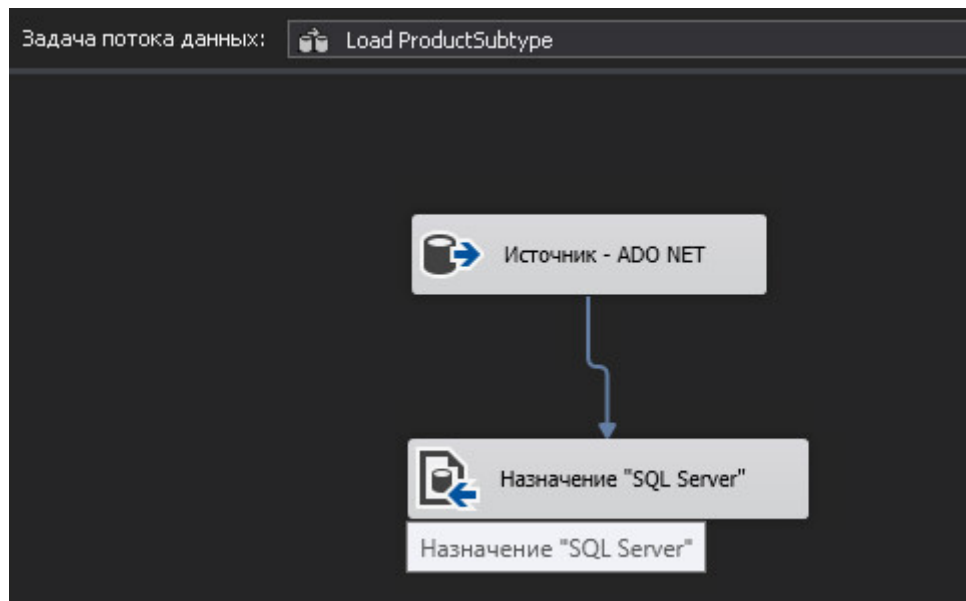 Задача потока данных: Load ProductSubtype
Источник - ADO NET
Назначение "SQL Server"
Назначение "SQL Server"